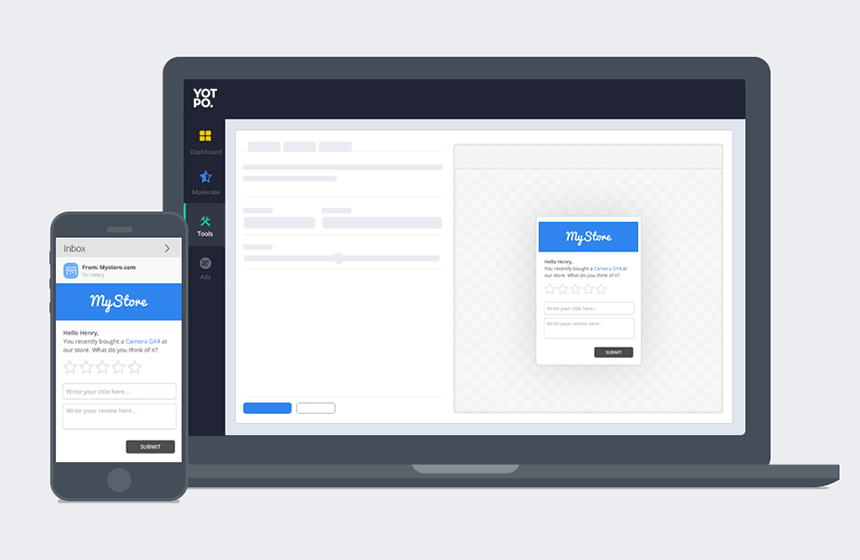 YOT
PO.
Dashboard
Moderate
Tools
Ads
MyStore
Hello Henry,
You recently bought a Camera GX4 at
our store. What do you think of it?
Write your title here...
Write your review here...
SUBMIT
Inbox
From: Mystore.com
To: Henry
MyStore
Hello Henry,
You recently bought a Camera GX4 at
our store. What do you think of it?
Write your title here...
Write your review here...
SUBMIT